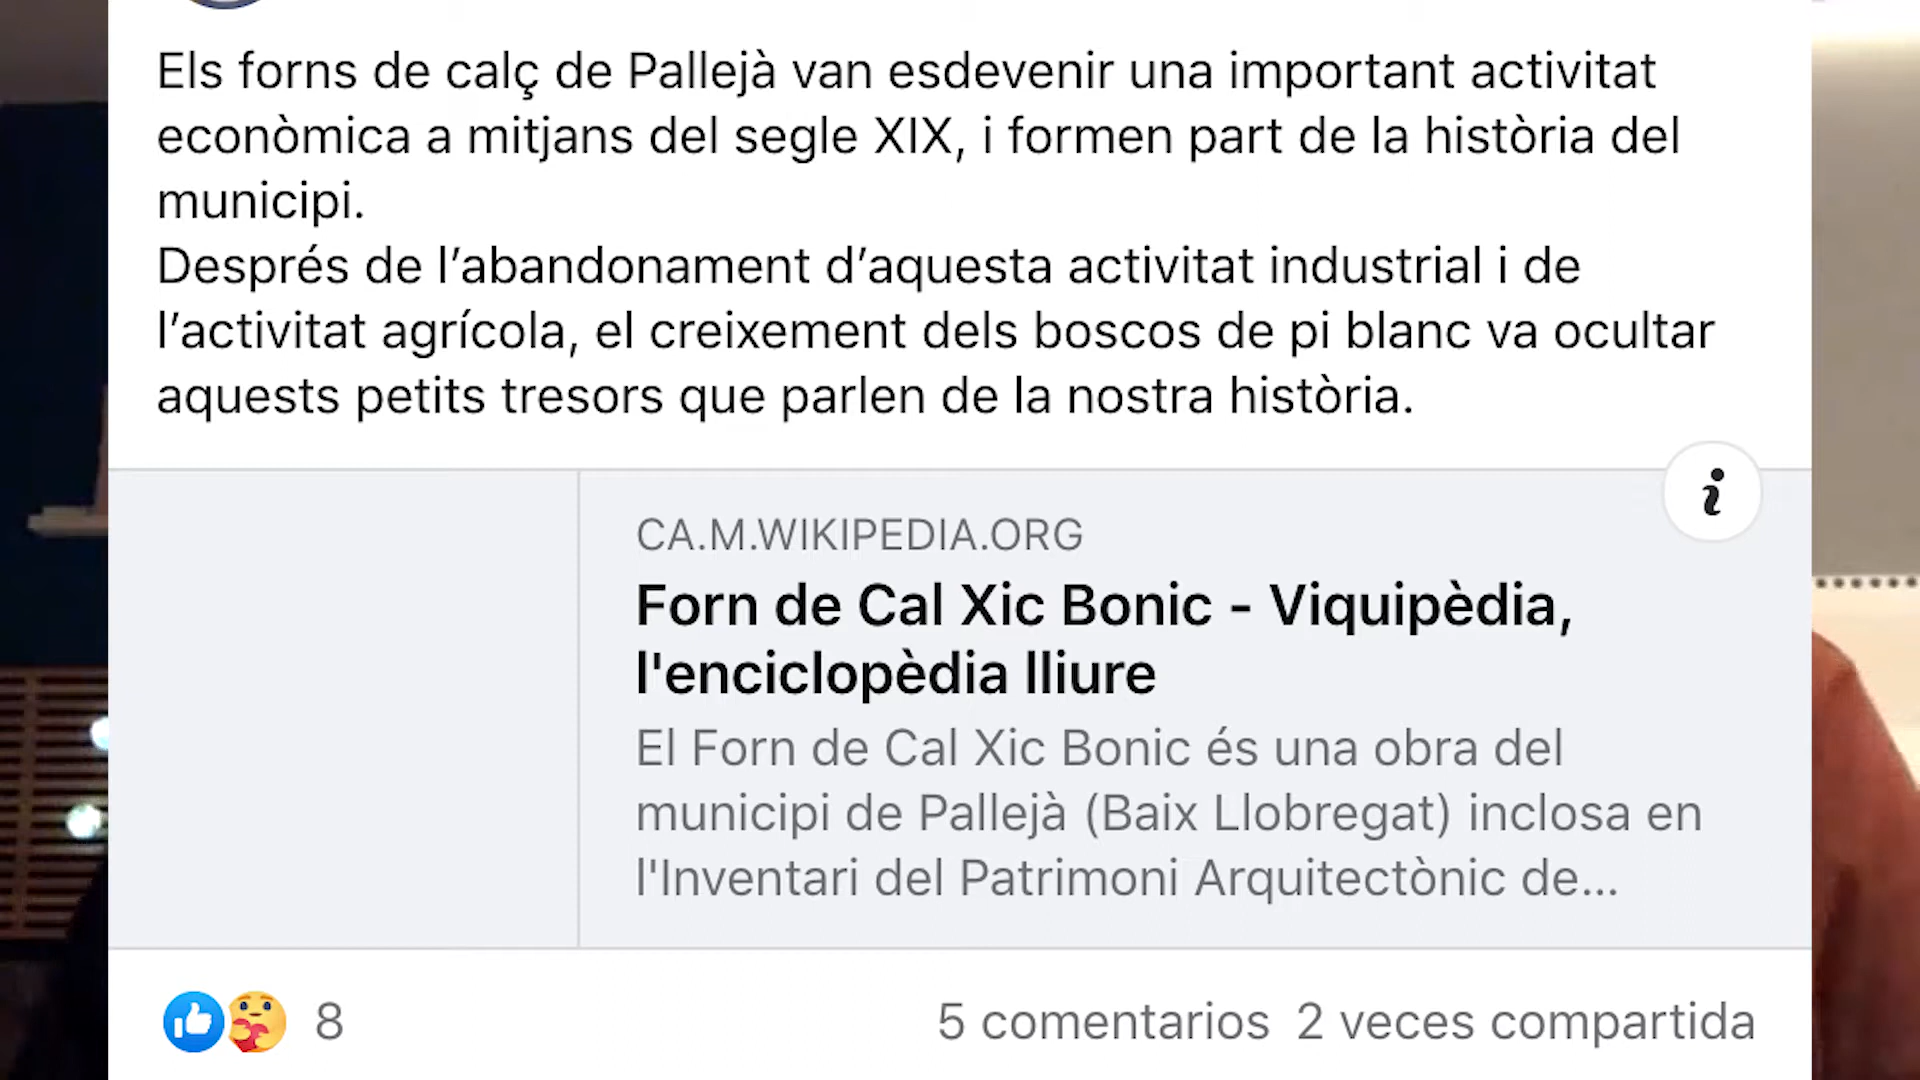 Els forns de calç de Pallejà van esdevenir una important activitat
econòmica a mitjans del segle XIX, i formen part de la història del
municipi.
Després de l’abandonament d’aquesta activitat industrial i de
l’activitat agrícola, el creixement dels boscos de pi blanc va ocultar
aquests petits tresors que parlen de la nostra història.
CA.M.WIKIPEDIA.ORG
Forn de Cal Xic Bonic - Viquipèdia,
l'enciclopèdia lliure
El Forn de Cal Xic Bonic és una obra del
municipi de Pallejà (Baix Llobregat) inclosa en
l'Inventari del Patrimoni Arquitectònic de...
8 5 comentarios 2 veces compartida